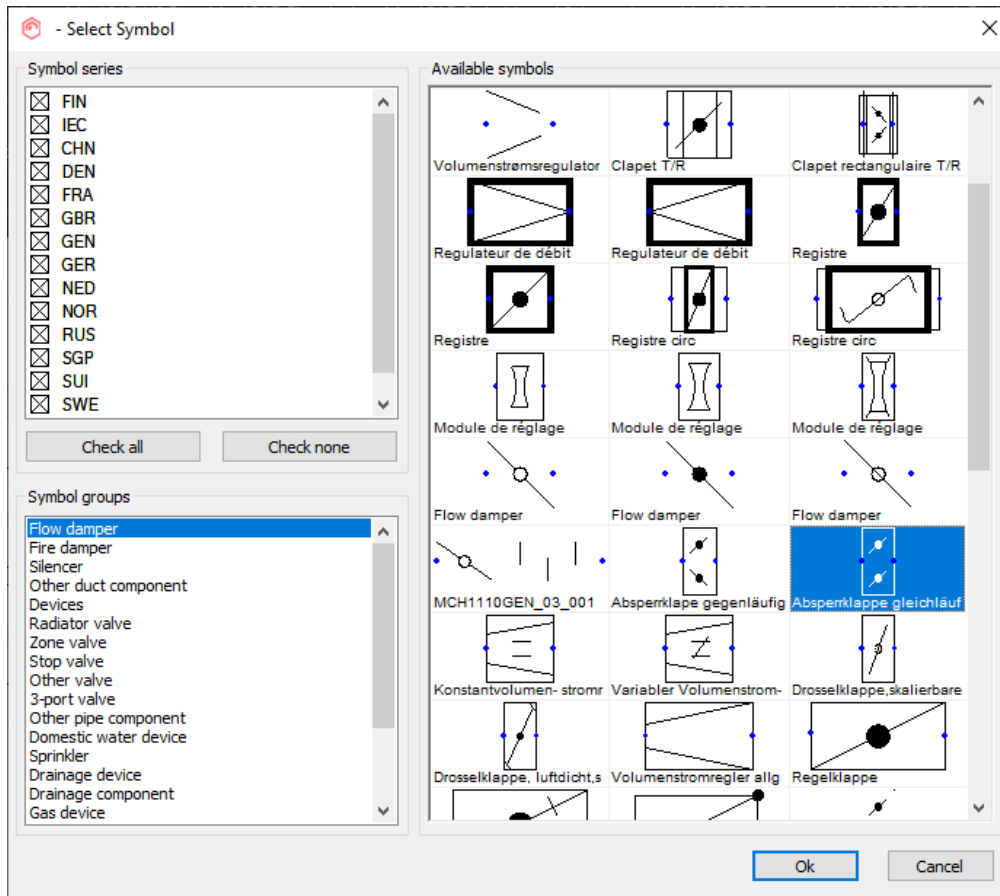 - Select Symbol
Symbol series
FIN
IEC
CHN
DEN
FRA
GBR
GEN
GER
NED
NOR
RUS
SGP
SUI
SWE
Check all Check none
Symbol groups
Flow damper
Fire damper
Silencer
Other duct component
Devices
Radiator valve
Zone valve
Stop valve
Other valve
3-port valve
Other pipe component
Domestic water device
Sprinkler
Drainage device
Drainage component
Gas device
Available symbols
Volumenstrømsregulator Clapet T/R Clapet rectangulaire T/R
Regulateur de débit Regulateur de débit Registre
Registre Registre circ Registre circ
Module de réglage Module de réglage Module de réglage
Flow damper Flow damper Flow damper
MCH1110GEN_03_001 Absperrklape gegenläufig Absperrklappe gleichläuf
Konstantvolumen- stromr Variabler Volumenstrom- Drosselklappe,skalierbare
Drosselklappe, luftdicht,s Volumenstromregler allg Regelklappe
Ok Cancel